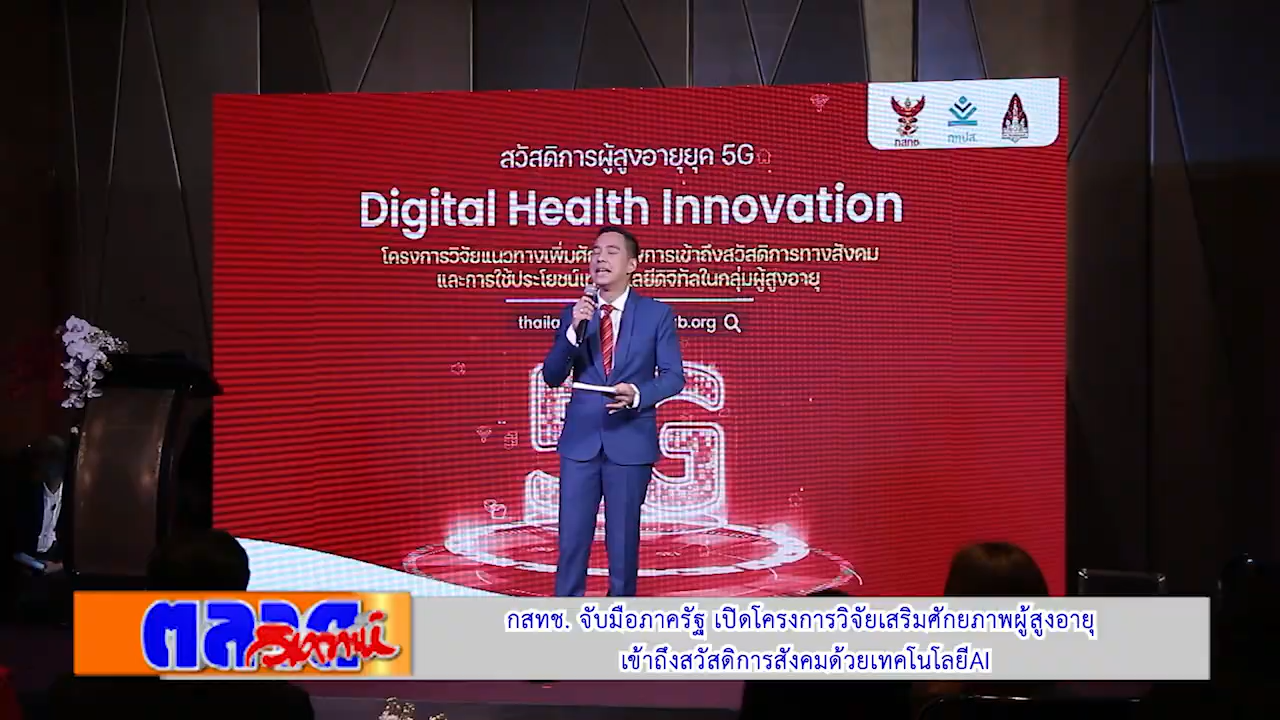 กสทช.
กทปส.
สวัสดิการผู้สูงอายุยุค 5G
Digital Health Innovation
โครงการวิจัยแนวทางเพิ่มศัก การเข้าถึงสวัสดิการทางสังคม
และการใช้ประโยชน์ ลยีดิจิทัลในกลุ่มผู้สูงอายุ
thaila b.org
5G
ตลาด
กสทช. จับมือภาครัฐ เปิดโครงการวิจัยเสริมศักยภาพผู้สูงอายุ
เข้าถึงสวัสดิการสังคมด้วยเทคโนโลยีAI